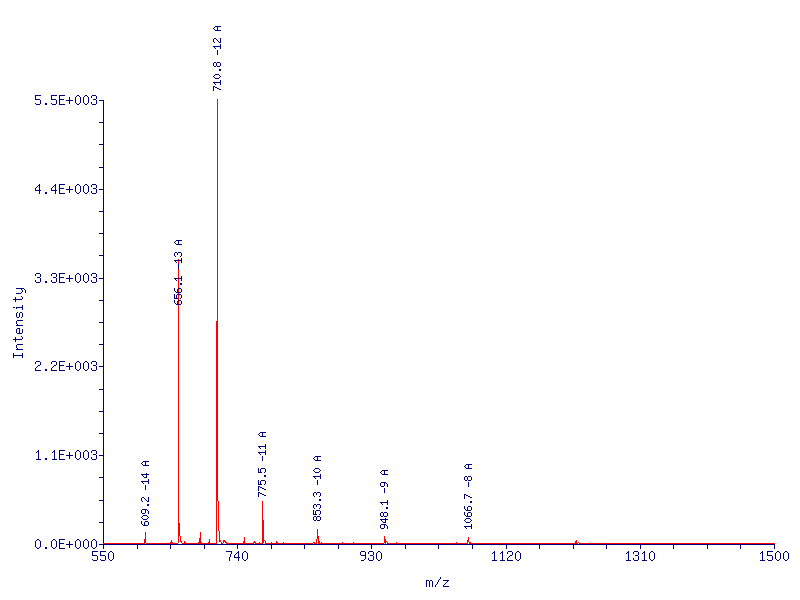 710.8 -12 A
5.5E+003
4.4E+003
656.1 -13 A
3.3E+003
Intensity
2.2E+003
775.5 -11 A
1.1E+003
609.2 -14 A
853.3 -10 A
948.1 -9 A
1066.7 -8 A
0.0E+000
550 740 930 1120 1310 1500
m/z